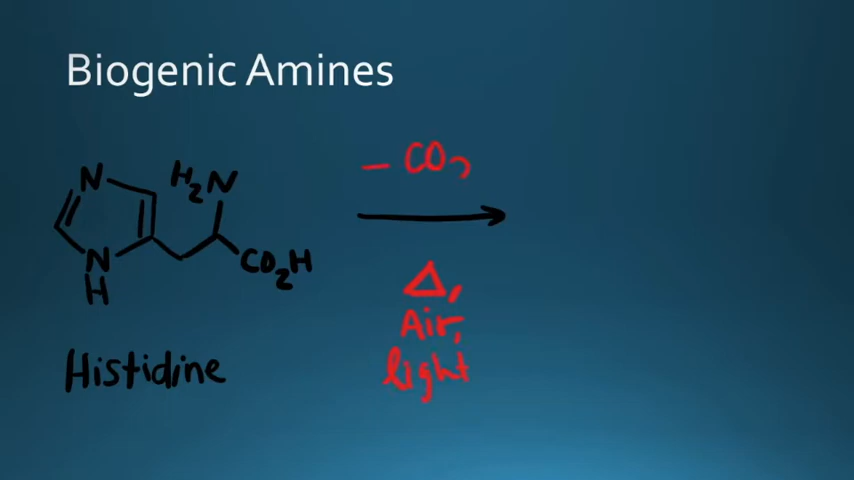 Biogenic Amines
– CO2
N
H2N
N
H
CO2H
Δ,
Air,
light
Histidine